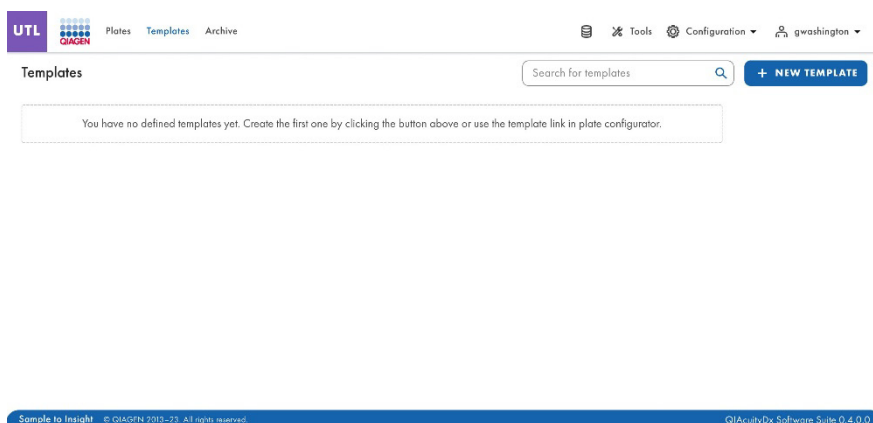 UTL QIAGEN Plates Templates Archive Tools Configuration gwashington
Templates Search for templates + NEW TEMPLATE
You have no defined templates yet. Create the first one by clicking the button above or use the template link in plate configurator.
Sample to Insight © QIAGEN 2013–23. All rights reserved. QIAcuityDx Software Suite 0.4.0.0